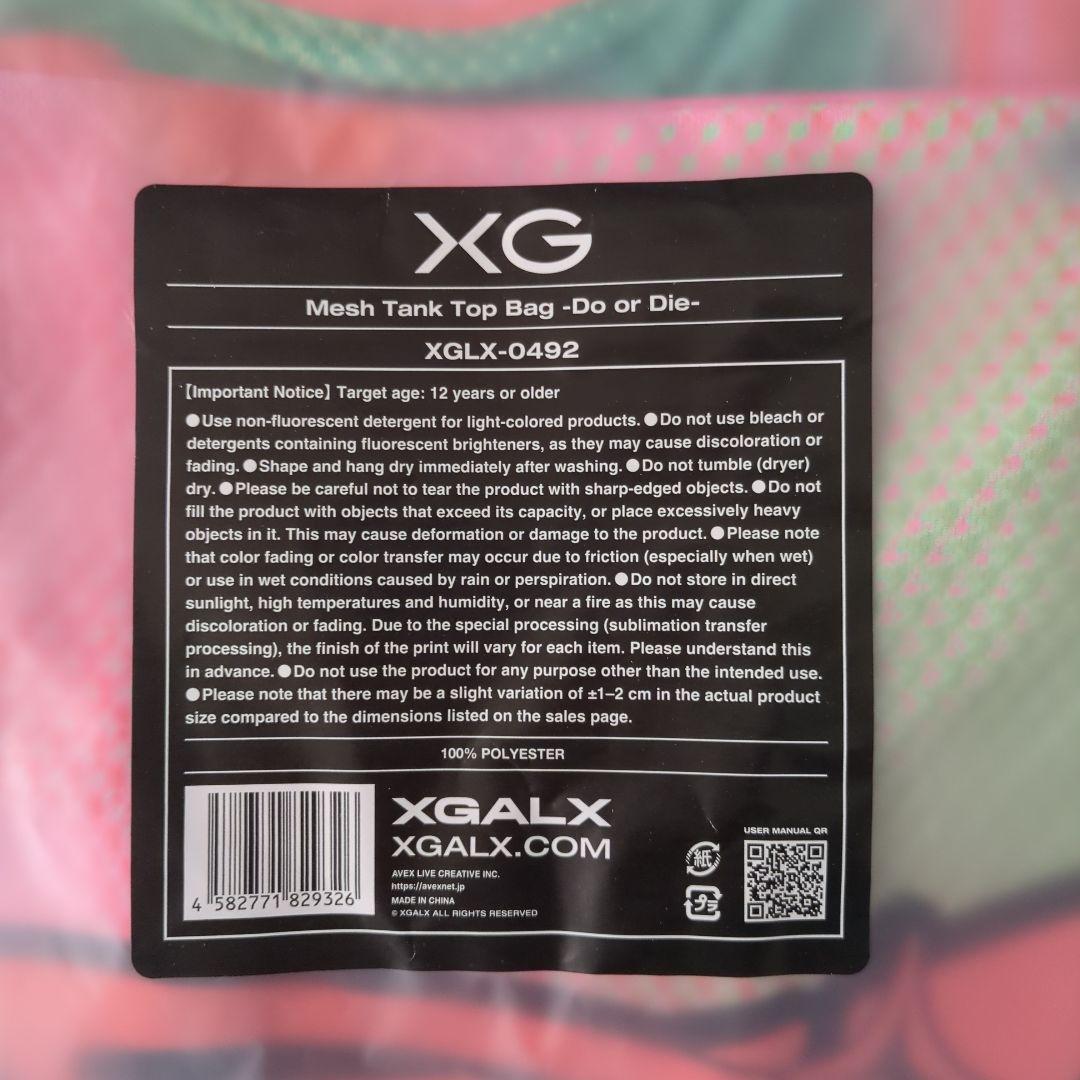 XG
Mesh Tank Top Bag -Do or Die-
XGLX-0492
【Important Notice】Target age: 12 years or older
●Use non-fluorescent detergent for light-colored products. ●Do not use bleach or
detergents containing fluorescent brighteners, as they may cause discoloration or
fading. ●Shape and hang dry immediately after washing. ●Do not tumble (dryer)
dry. ●Please be careful not to tear the product with sharp-edged objects. ●Do not
fill the product with objects that exceed its capacity, or place excessively heavy
objects in it. This may cause deformation or damage to the product. ●Please note
that color fading or color transfer may occur due to friction (especially when wet)
or use in wet conditions caused by rain or perspiration. ●Do not store in direct
sunlight, high temperatures and humidity, or near a fire as this may cause
discoloration or fading. Due to the special processing (sublimation transfer
processing), the finish of the print will vary for each item. Please understand this
in advance. ●Do not use the product for any purpose other than the intended use.
●Please note that there may be a slight variation of ±1–2 cm in the actual product
size compared to the dimensions listed on the sales page.
100% POLYESTER
4 582771 829326
XGALX
XGALX.COM
AVEX LIVE CREATIVE INC.
https://avexnet.jp
MADE IN CHINA
© XGALX ALL RIGHTS RESERVED
紙
プラ
USER MANUAL QR